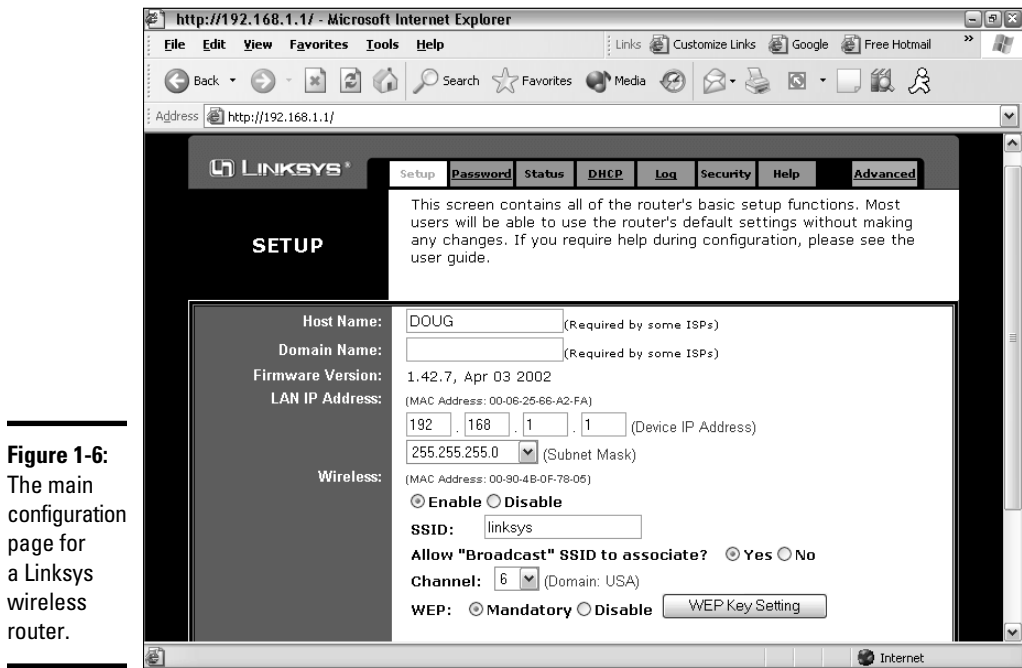 http://192.168.1.1/ - Microsoft Internet Explorer
File Edit View Favorites Tools Help
Links Customize Links Google Free Hotmail »
Back Search Favorites Media
Address http://192.168.1.1/
LINKSYS®
Setup Password Status DHCP Log Security Help Advanced
SETUP
This screen contains all of the router's basic setup functions. Most
users will be able to use the router's default settings without making
any changes. If you require help during configuration, please see the
user guide.
Host Name: DOUG (Required by some ISPs)
Domain Name: (Required by some ISPs)
Firmware Version: 1.42.7, Apr 03 2002
LAN IP Address: (MAC Address: 00-06-25-66-A2-FA)
192 . 168 . 1 . 1 (Device IP Address)
255.255.255.0 (Subnet Mask)
Wireless: (MAC Address: 00-90-4B-0F-78-05)
Enable Disable
SSID: linksys
Allow "Broadcast" SSID to associate? Yes No
Channel: 6 (Domain: USA)
WEP: Mandatory Disable WEP Key Setting
Internet
Figure 1-6:
The main
configuration
page for
a Linksys
wireless
router.